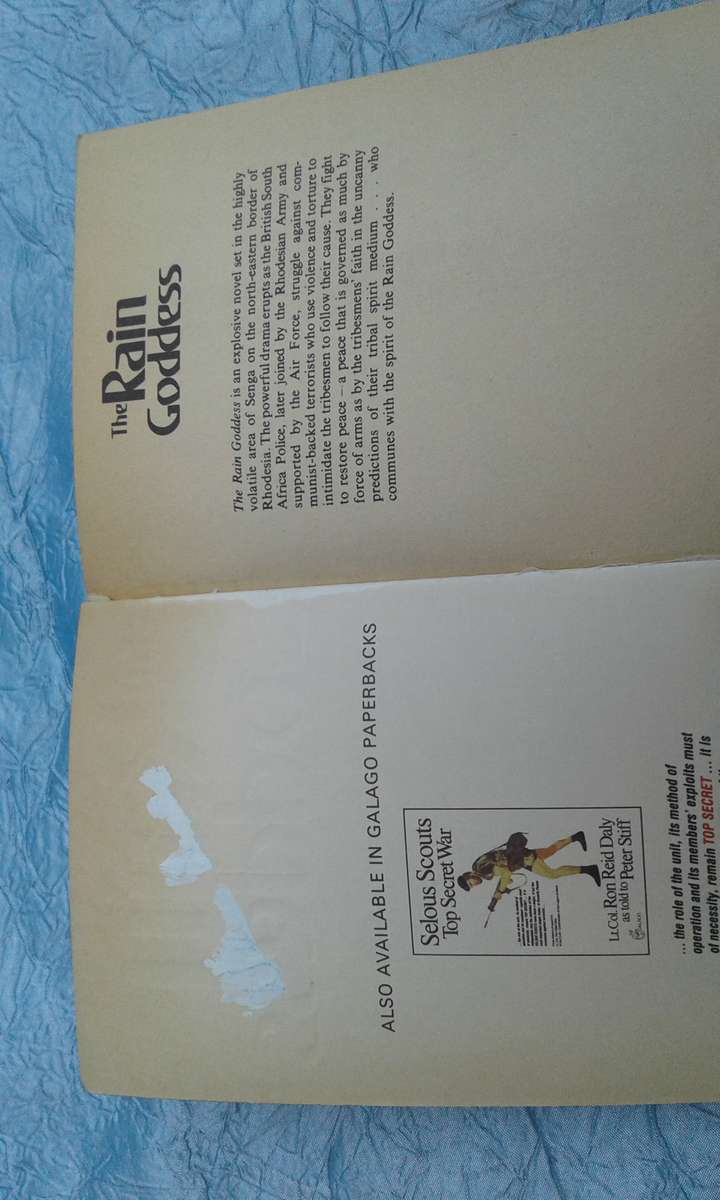 ALSO AVAILABLE IN GALAGO PAPERBACKS
Selous Scouts
Top Secret War
Lt.Col. Ron Reid Daly
as told to Peter Stiff
GALAGO
... the role of the unit, its method of
operation and its members' exploits must
of necessity, remain TOP SECRET ... it is
The Rain
Goddess
The Rain Goddess is an explosive novel set in the highly
volatile area of Senga on the north-eastern border of
Rhodesia. The powerful drama erupts as the British South
Africa Police, later joined by the Rhodesian Army and
supported by the Air Force, struggle against com-
munist-backed terrorists who use violence and torture to
intimidate the tribesmen to follow their cause. They fight
to restore peace – a peace that is governed as much by
force of arms as by the tribesmens' faith in the uncanny
predictions of their tribal spirit medium . . . who
communes with the spirit of the Rain Goddess.